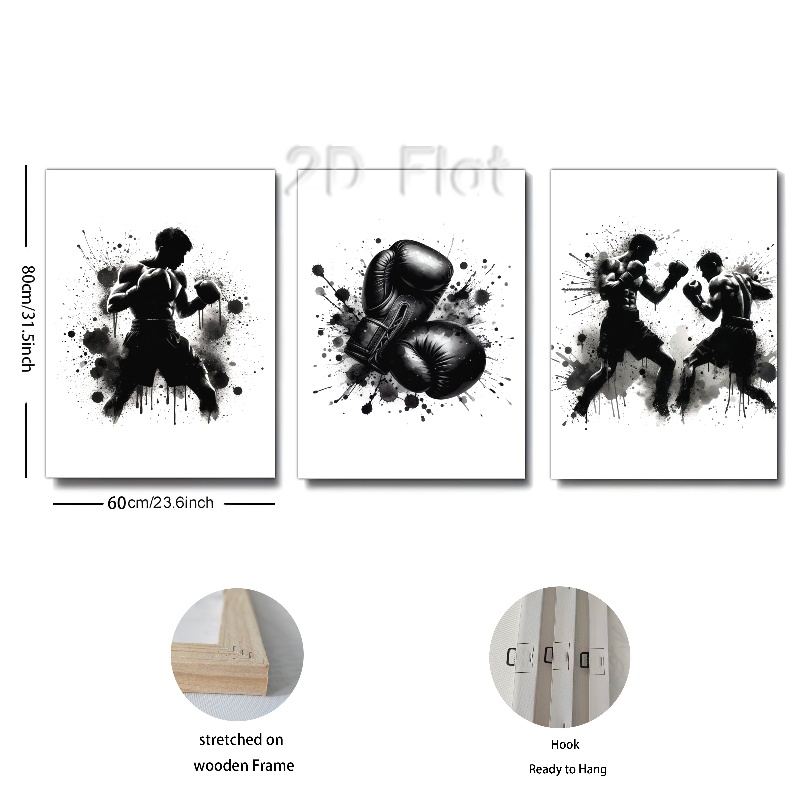 2D Flat
80cm/31.5inch
60cm/23.6inch
stretched on
wooden Frame
Hook
Ready to Hang